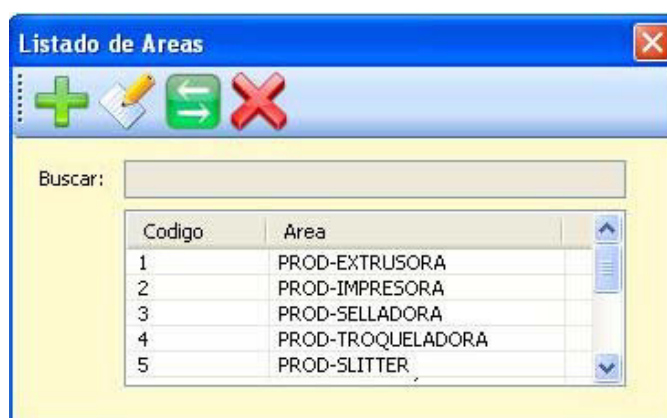 Listado de Areas
Buscar:
Codigo Area
1 PROD-EXTRUSORA
2 PROD-IMPRESORA
3 PROD-SELLADORA
4 PROD-TROQUELADORA
5 PROD-SLITTER